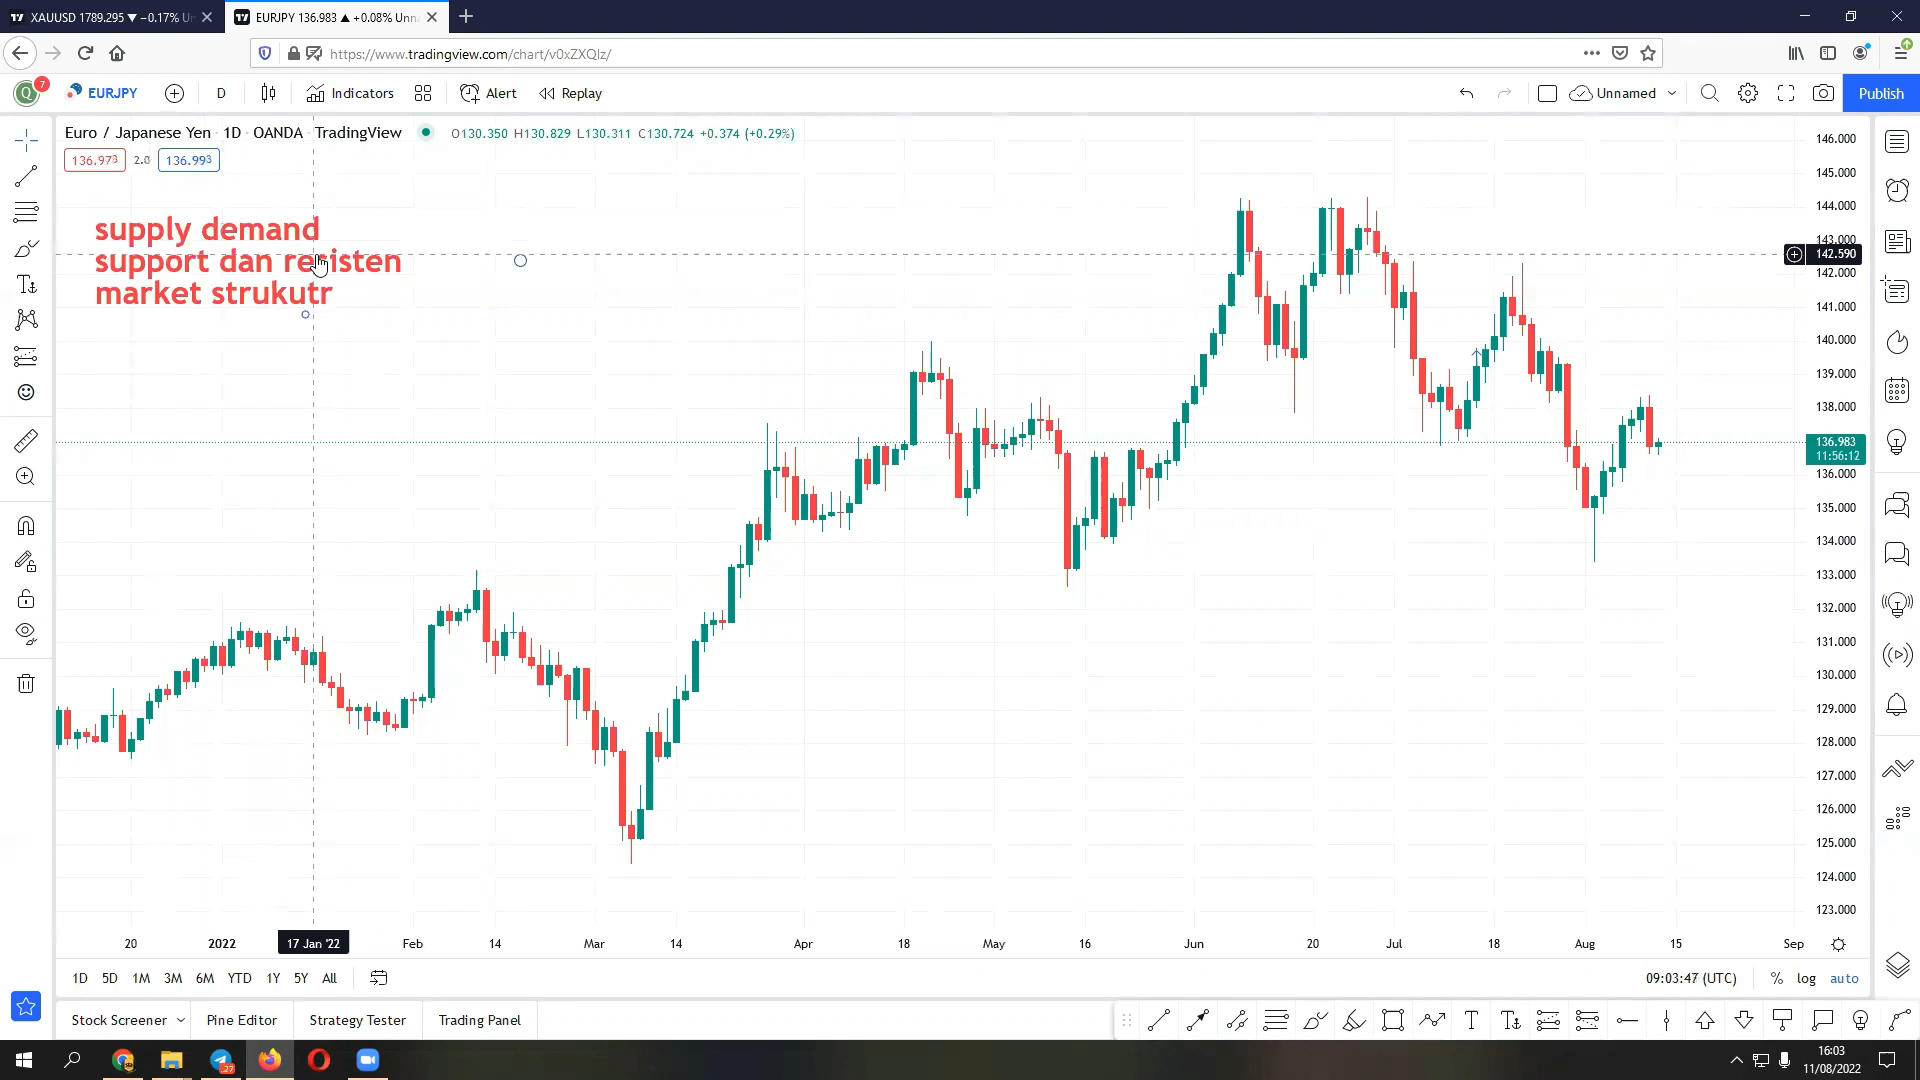 XAUUSD 1789.295 ▼ −0.17% Un
EURJPY 136.983 ▲ +0.08% Unn
https://www.tradingview.com/chart/v0xZXQlz/
Q
7
EURJPY
D
Indicators
Alert
Replay
Unnamed
Publish
Euro / Japanese Yen · 1D · OANDA · TradingView
O130.350 H130.829 L130.311 C130.724 +0.374 (+0.29%)
136.973
2.0
136.993
supply demand
support dan resisten
market strukutr
146.000
145.000
144.000
143.000
142.590
142.000
141.000
140.000
139.000
138.000
136.983
11:56:12
136.000
135.000
134.000
133.000
132.000
131.000
130.000
129.000
128.000
127.000
126.000
125.000
124.000
123.000
20
2022
17 Jan '22
Feb
14
Mar
14
Apr
18
May
16
Jun
20
Jul
18
Aug
15
Sep
1D 5D 1M 3M 6M YTD 1Y 5Y All
09:03:47 (UTC)
% log auto
Stock Screener
Pine Editor
Strategy Tester
Trading Panel
27
16:03
11/08/2022